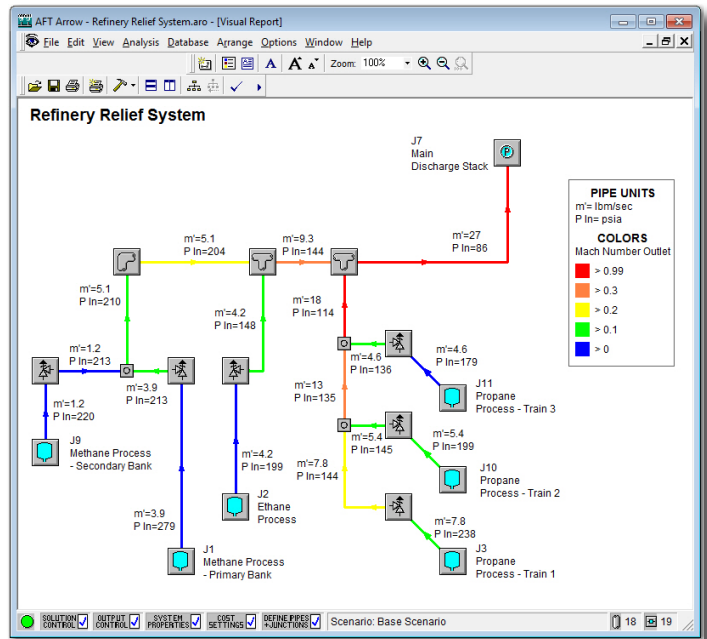 AFT Arrow - Refinery Relief System.aro - [Visual Report]
File Edit View Analysis Database Arrange Options Window Help
A A A Zoom: 100%
Refinery Relief System
J7
Main
Discharge Stack
P
PIPE UNITS
m'= lbm/sec
P In= psia
COLORS
Mach Number Outlet
> 0.99
> 0.3
> 0.2
> 0.1
> 0
m'=5.1
P In=204
m'=9.3
P In=144
m'=27
P In=86
m'=5.1
P In=210
m'=4.2
P In=148
m'=18
P In=114
m'=1.2
P In=213
m'=3.9
P In=213
m'=4.6
P In=136
m'=4.6
P In=179
m'=1.2
P In=220
m'=13
P In=135
J11
Propane
Process - Train 3
J9
Methane Process
- Secondary Bank
m'=4.2
P In=199
m'=5.4
P In=145
m'=5.4
P In=199
m'=7.8
P In=144
J10
Propane
Process - Train 2
J2
Ethane
Process
m'=3.9
P In=279
m'=7.8
P In=238
J1
Methane Process
- Primary Bank
J3
Propane
Process - Train 1
SOLUTION CONTROL OUTPUT CONTROL SYSTEM PROPERTIES COST SETTINGS DEFINE PIPES +JUNCTIONS Scenario: Base Scenario 18 19